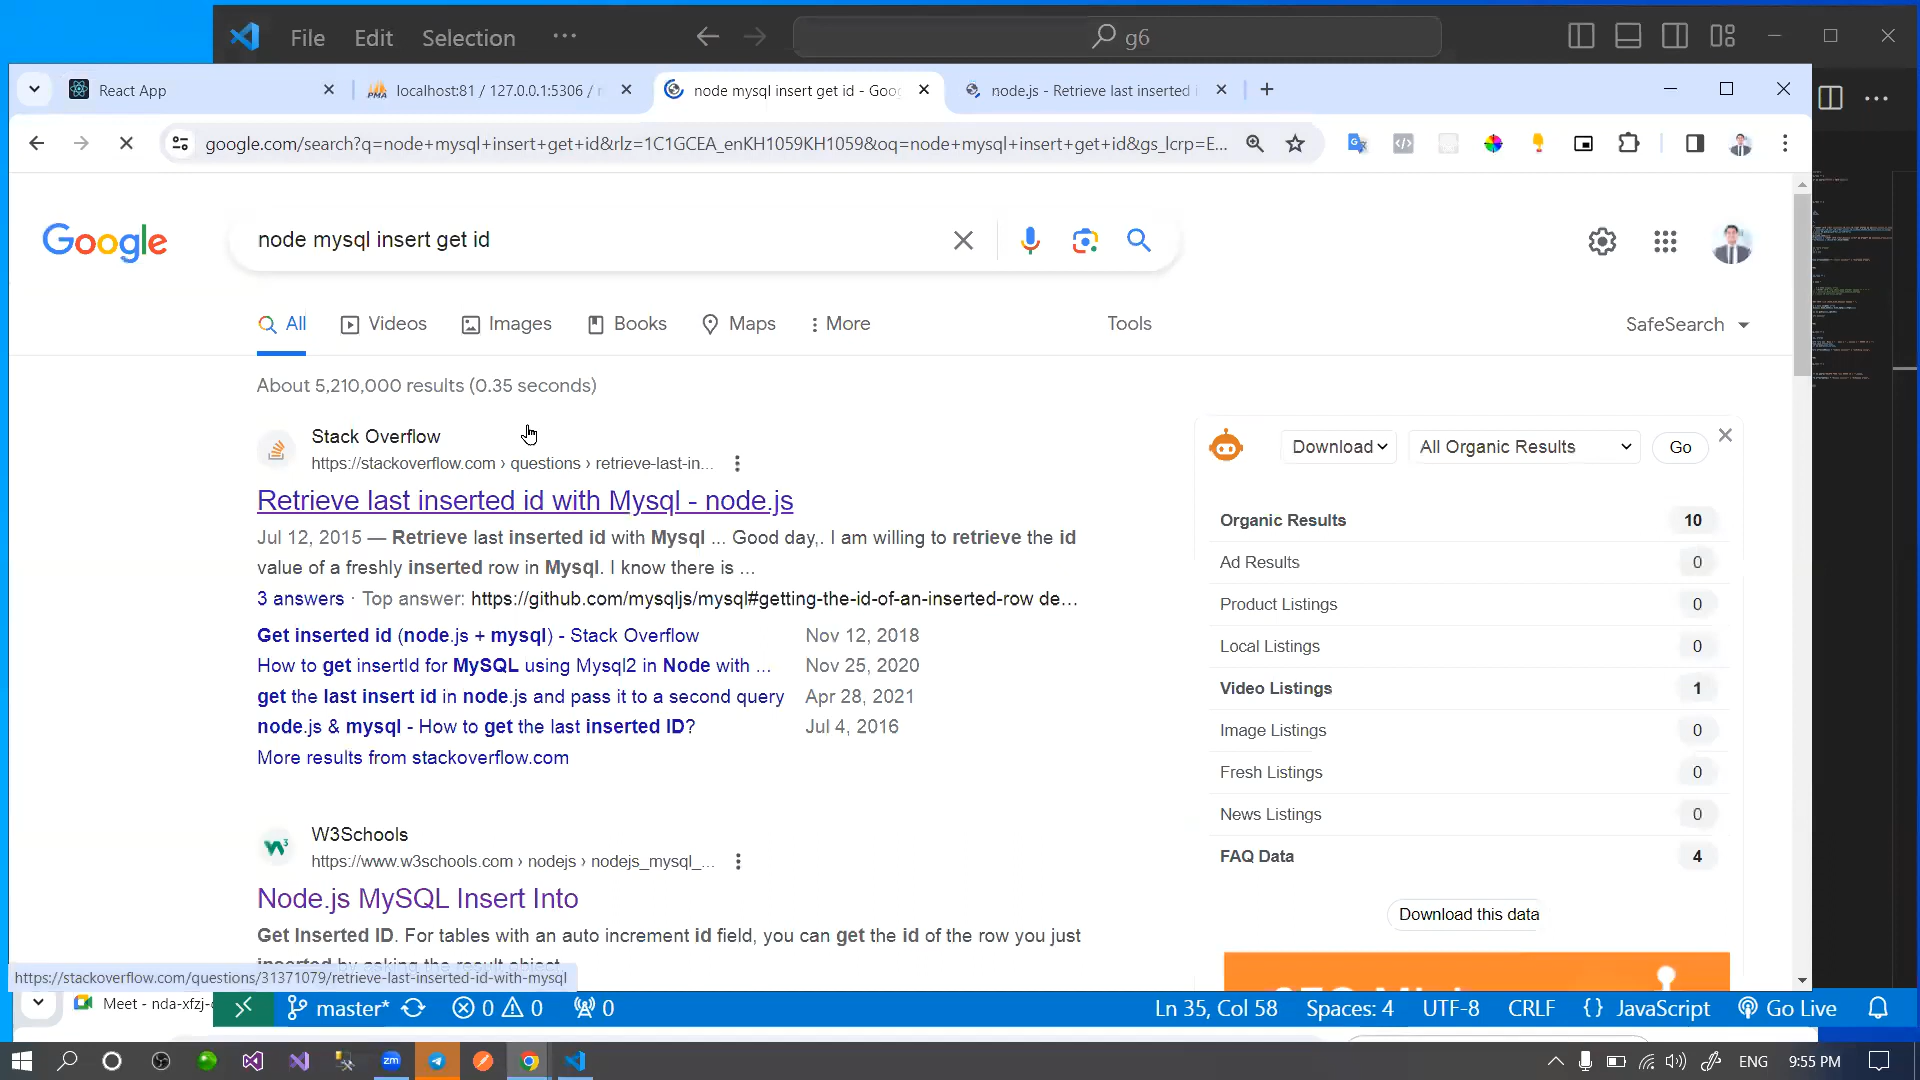 File Edit Selection ···
g6
React App
localhost:81 / 127.0.0.1:5306 /
node mysql insert get id - Goo
node.js - Retrieve last inserted
google.com/search?q=node+mysql+insert+get+id&rlz=1C1GCEA_enKH1059KH1059&oq=node+mysql+insert+get+id&gs_lcrp=E...
Google
node mysql insert get id
All
Videos
Images
Books
Maps
More
Tools
SafeSearch
About 5,210,000 results (0.35 seconds)
Stack Overflow
https://stackoverflow.com › questions › retrieve-last-in...
Retrieve last inserted id with Mysql - node.js
Jul 12, 2015 — Retrieve last inserted id with Mysql ... Good day,. I am willing to retrieve the id
value of a freshly inserted row in Mysql. I know there is ...
3 answers · Top answer: https://github.com/mysqljs/mysql#getting-the-id-of-an-inserted-row de...
Get inserted id (node.js + mysql) - Stack Overflow Nov 12, 2018
How to get insertId for MySQL using Mysql2 in Node with ... Nov 25, 2020
get the last insert id in node.js and pass it to a second query Apr 28, 2021
node.js & mysql - How to get the last inserted ID? Jul 4, 2016
More results from stackoverflow.com
W3Schools
https://www.w3schools.com › nodejs › nodejs_mysql_...
Node.js MySQL Insert Into
Get Inserted ID. For tables with an auto increment id field, you can get the id of the row you just
inserted by asking the result object.
Download
All Organic Results
Go
Organic Results 10
Ad Results 0
Product Listings 0
Local Listings 0
Video Listings 1
Image Listings 0
Fresh Listings 0
News Listings 0
FAQ Data 4
Download this data
https://stackoverflow.com/questions/31371079/retrieve-last-inserted-id-with-mysql
Meet - nda-xfzj-
master*
0
0
0
Ln 35, Col 58
Spaces: 4
UTF-8
CRLF
{} JavaScript
Go Live
zm
ENG
9:55 PM